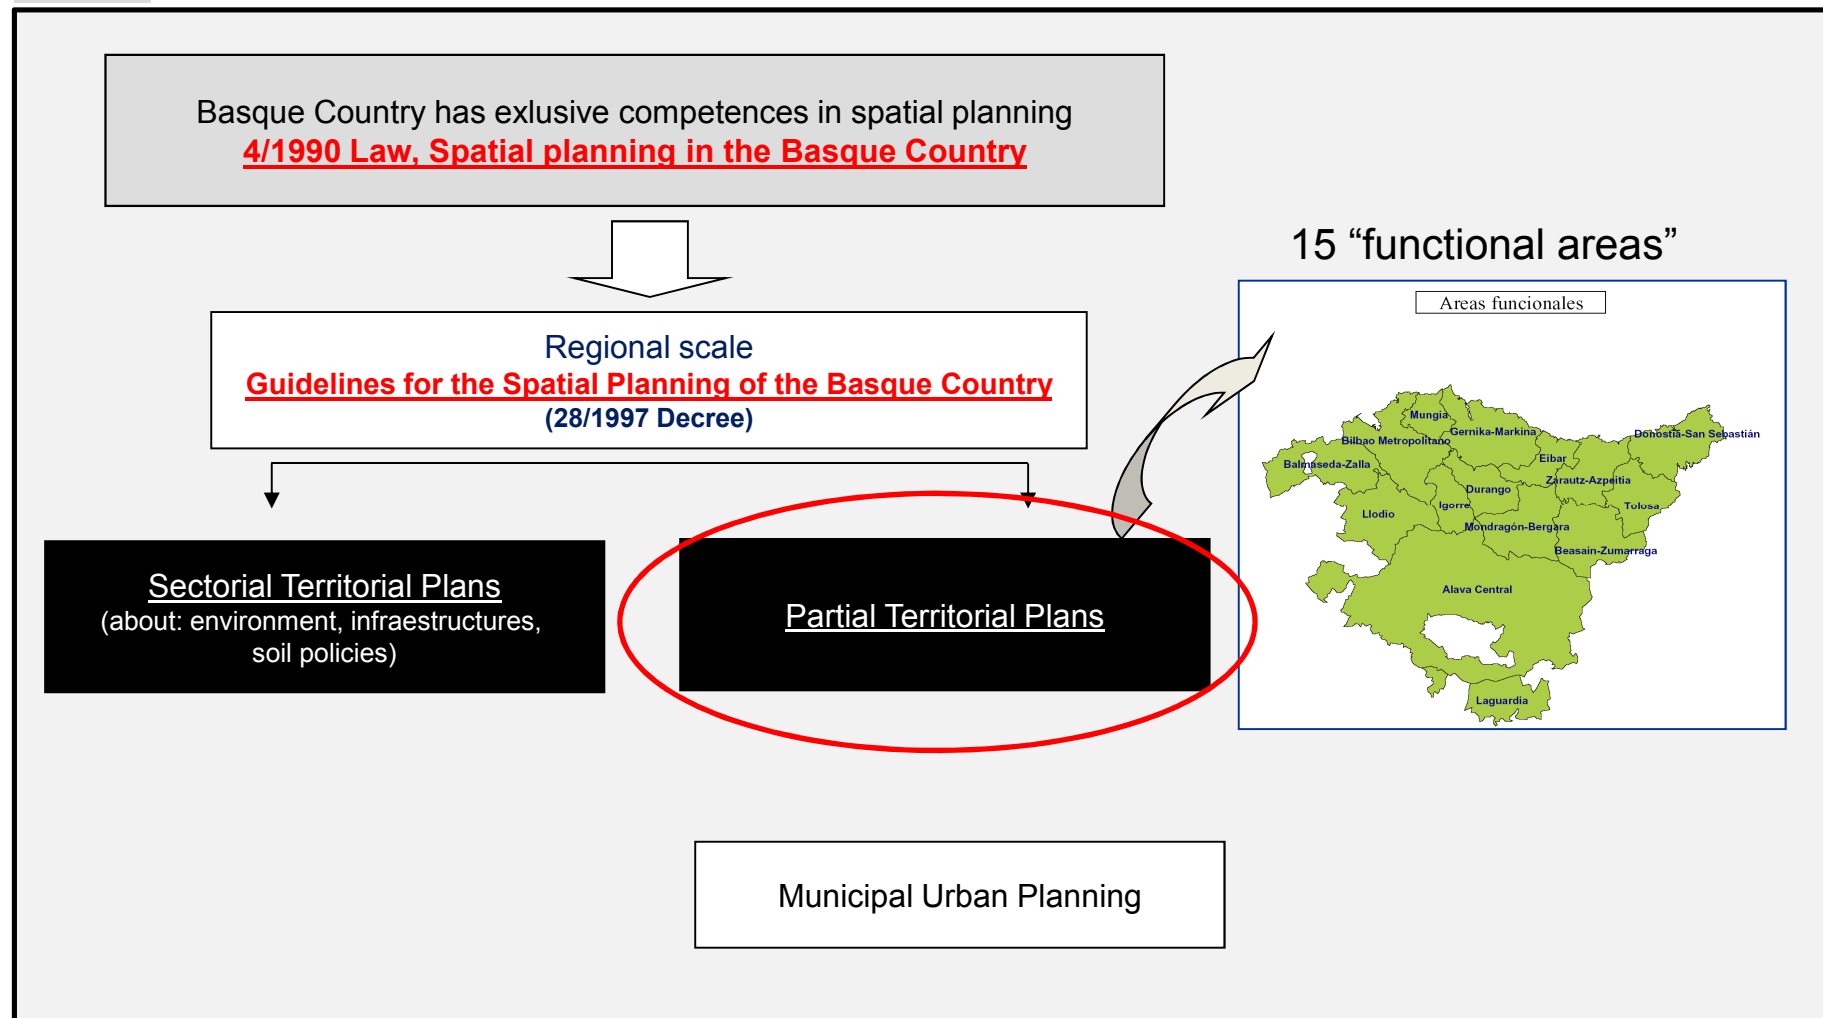 Basque Country has exlusive competences in spatial planning
4/1990 Law, Spatial planning in the Basque Country
Regional scale
Guidelines for the Spatial Planning of the Basque Country
(28/1997 Decree)
Sectorial Territorial Plans
(about: environment, infraestructures,
soil policies)
Partial Territorial Plans
Municipal Urban Planning
15 “functional areas”
Areas funcionales
Mungia
Gernika-Markina
Donostia-San Sebastián
Bilbao Metropolitano
Eibar
Balmaseda-Zalla
Zarautz-Azpeitia
Durango
Igorre
Tolosa
Llodio
Mondragón-Bergara
Beasain-Zumarraga
Alava Central
Laguardia